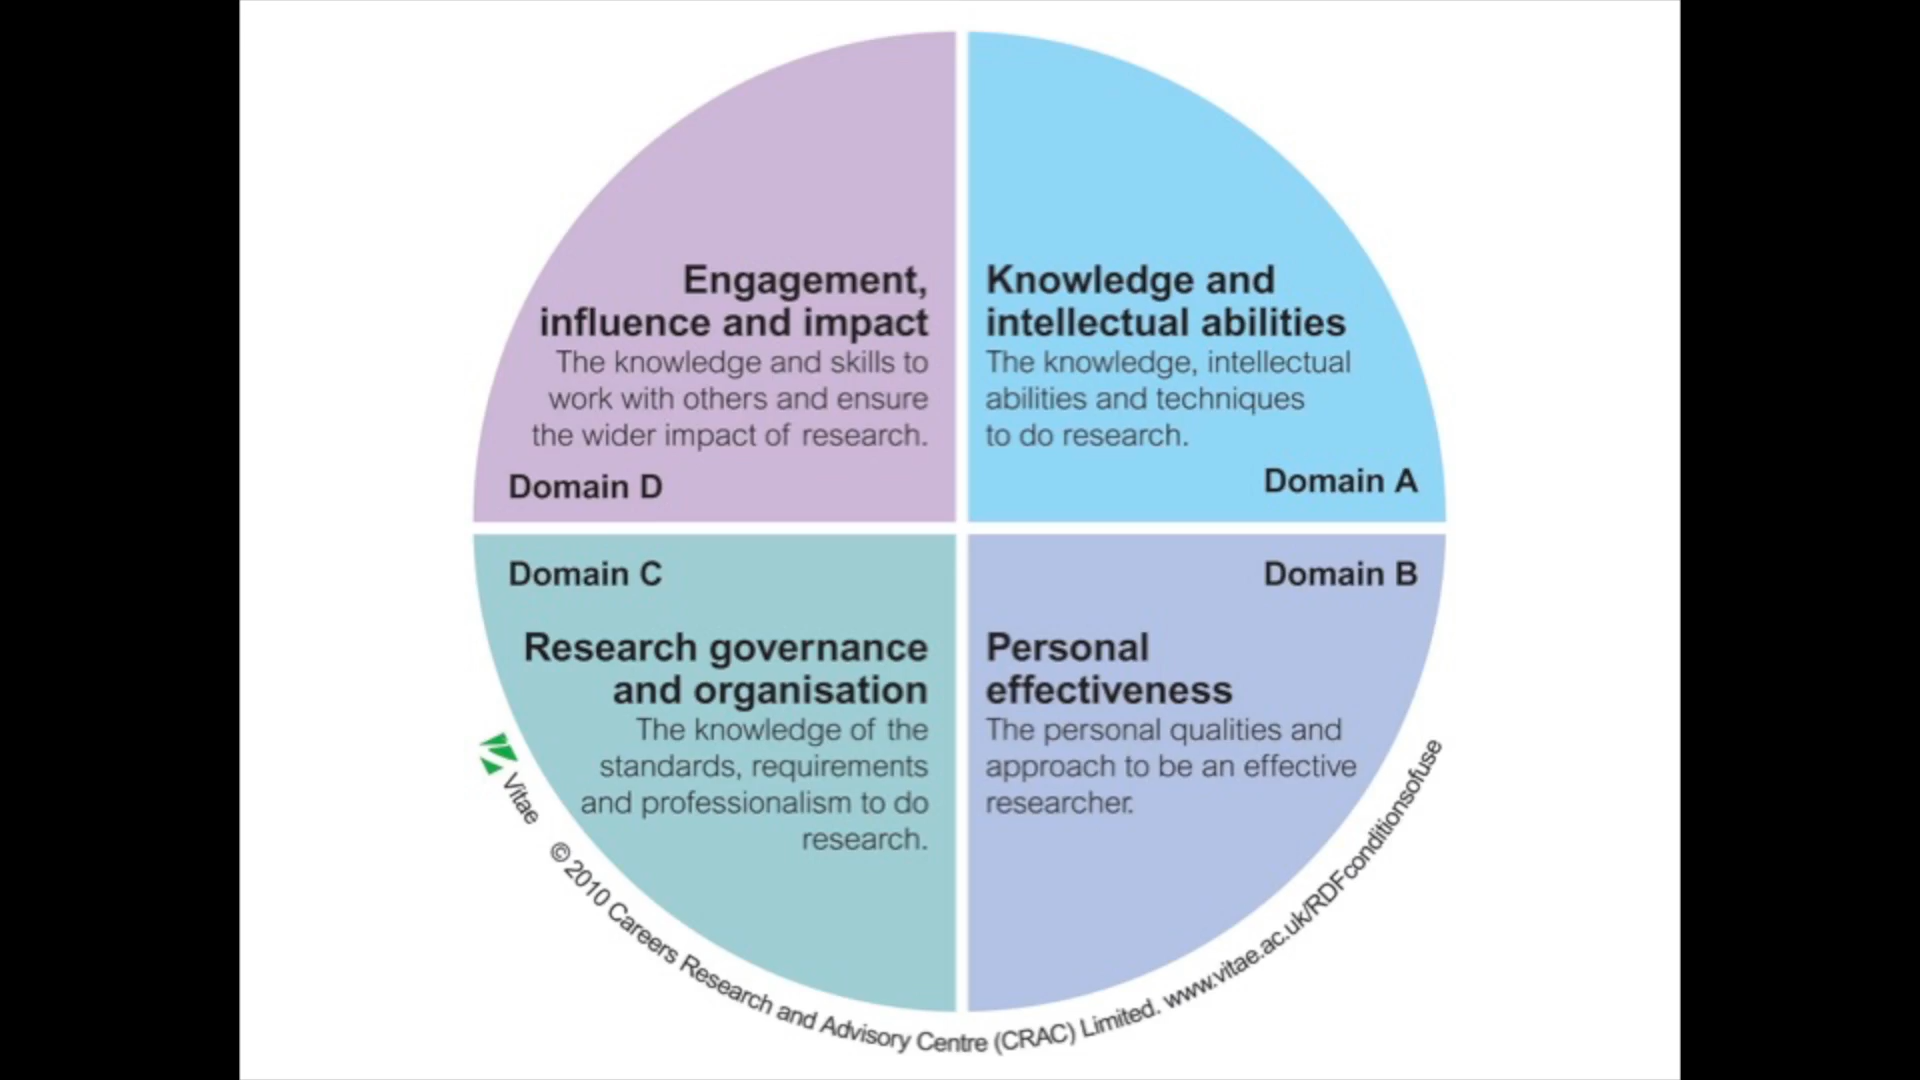 Engagement,
influence and impact
The knowledge and skills to
work with others and ensure
the wider impact of research.
Domain D
Knowledge and
intellectual abilities
The knowledge, intellectual
abilities and techniques
to do research.
Domain A
Domain C
Research governance
and organisation
The knowledge of the
standards, requirements
and professionalism to do
research.
Domain B
Personal
effectiveness
The personal qualities and
approach to be an effective
researcher.
Vitae © 2010 Careers Research and Advisory Centre (CRAC) Limited. www.vitae.ac.uk/RDFconditionsofuse